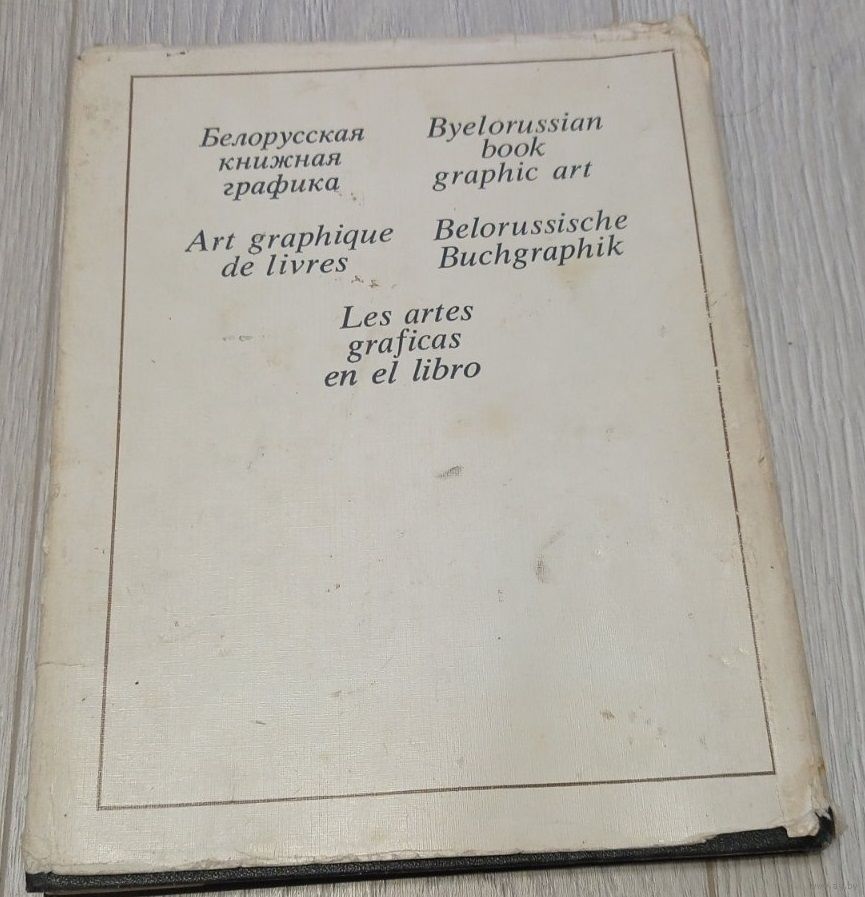 Белорусская
книжная
графика
Byelorussian
book
graphic art
Art graphique
de livres
Belorussische
Buchgraphik
Les artes
graficas
en el libro